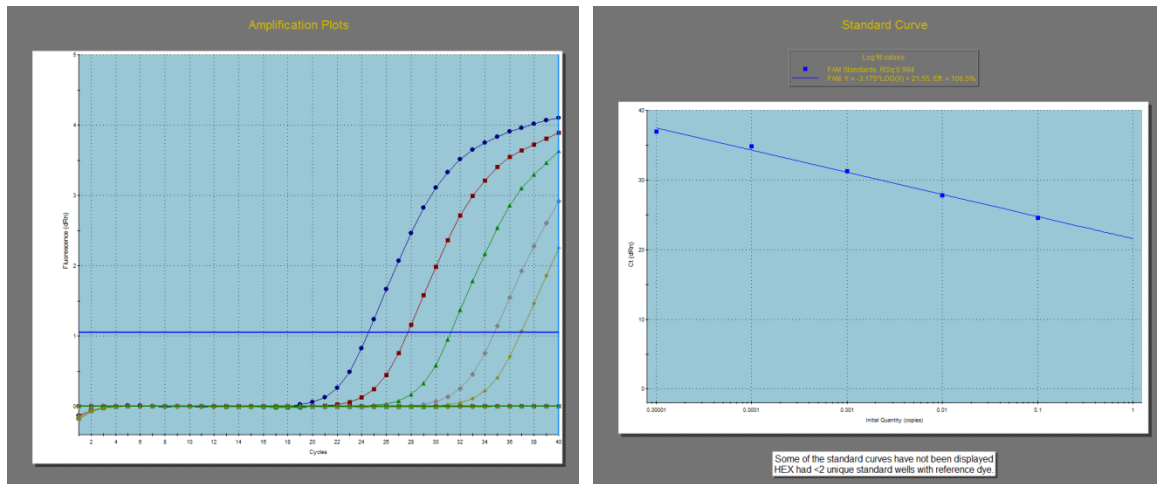 Amplification Plots
5
4
3
2
1
0
Fluorescence (dRn)
2 4 6 8 10 12 14 16 18 20 22 24 26 28 30 32 34 36 38 40
Cycles
Standard Curve
Log fit values
FAM Standards, RSq:0.994
FAM, Y = -3.175*LOG(X) + 21.55, Eff. = 106.5%
40
30
20
10
0
Ct (dRn)
0.00001 0.0001 0.001 0.01 0.1 1
Initial Quantity (copies)
Some of the standard curves have not been displayed
HEX had <2 unique standard wells with reference dye.